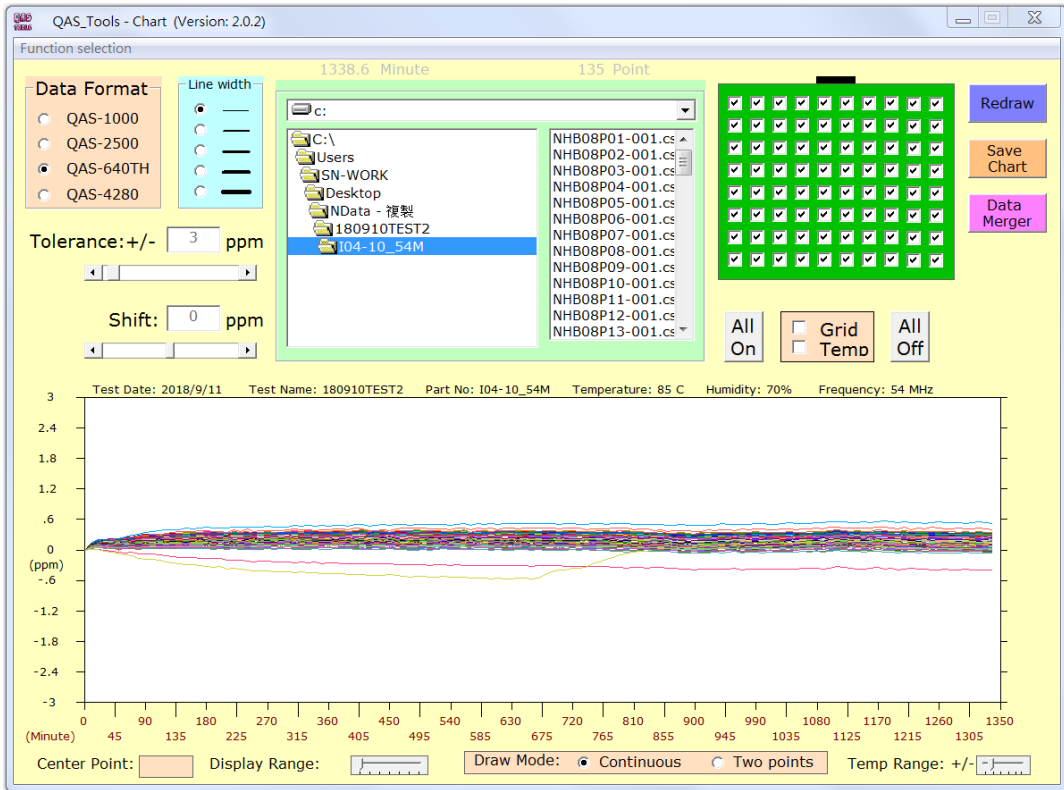 QAS TOOLS
QAS_Tools - Chart (Version: 2.0.2)
Function selection
1338.6 Minute
135 Point
Data Format
QAS-1000
QAS-2500
QAS-640TH
QAS-4280
Line width
c:
C:\
Users
SN-WORK
Desktop
NData - 複製
180910TEST2
I04-10_54M
NHB08P01-001.cs
NHB08P02-001.cs
NHB08P03-001.cs
NHB08P04-001.cs
NHB08P05-001.cs
NHB08P06-001.cs
NHB08P07-001.cs
NHB08P08-001.cs
NHB08P09-001.cs
NHB08P10-001.cs
NHB08P11-001.cs
NHB08P12-001.cs
NHB08P13-001.cs
Redraw
Save
Chart
Data
Merger
Tolerance:+/- 3 ppm
Shift: 0 ppm
All
On
Grid
Temp
All
Off
Test Date: 2018/9/11 Test Name: 180910TEST2 Part No: I04-10_54M Temperature: 85 C Humidity: 70% Frequency: 54 MHz
3
2.4
1.8
1.2
.6
0
(ppm)
-.6
-1.2
-1.8
-2.4
-3
0 90 180 270 360 450 540 630 720 810 900 990 1080 1170 1260 1350
(Minute) 45 135 225 315 405 495 585 675 765 855 945 1035 1125 1215 1305
Center Point: Display Range: Draw Mode: Continuous Two points Temp Range: +/-